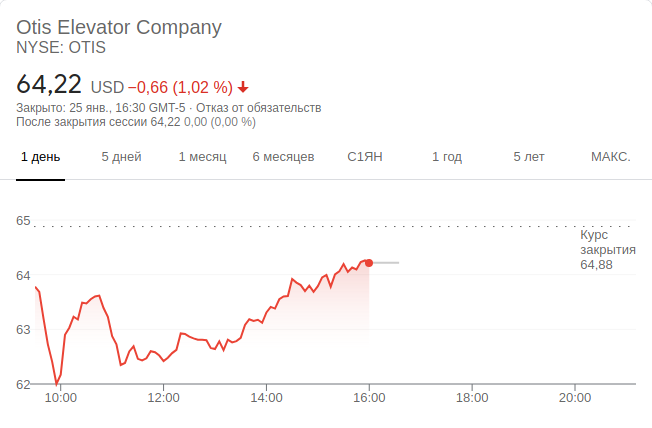 Otis Elevator Company
NYSE: OTIS
64,22 USD −0,66 (1,02 %)
Закрыто: 25 янв., 16:30 GMT-5 · Отказ от обязательств
После закрытия сессии 64,22 0,00 (0,00 %)
1 день 5 дней 1 месяц 6 месяцев С1ЯН 1 год 5 лет МАКС.
65
Курс
закрытия
64,88
64
63
62
10:00 12:00 14:00 16:00 18:00 20:00